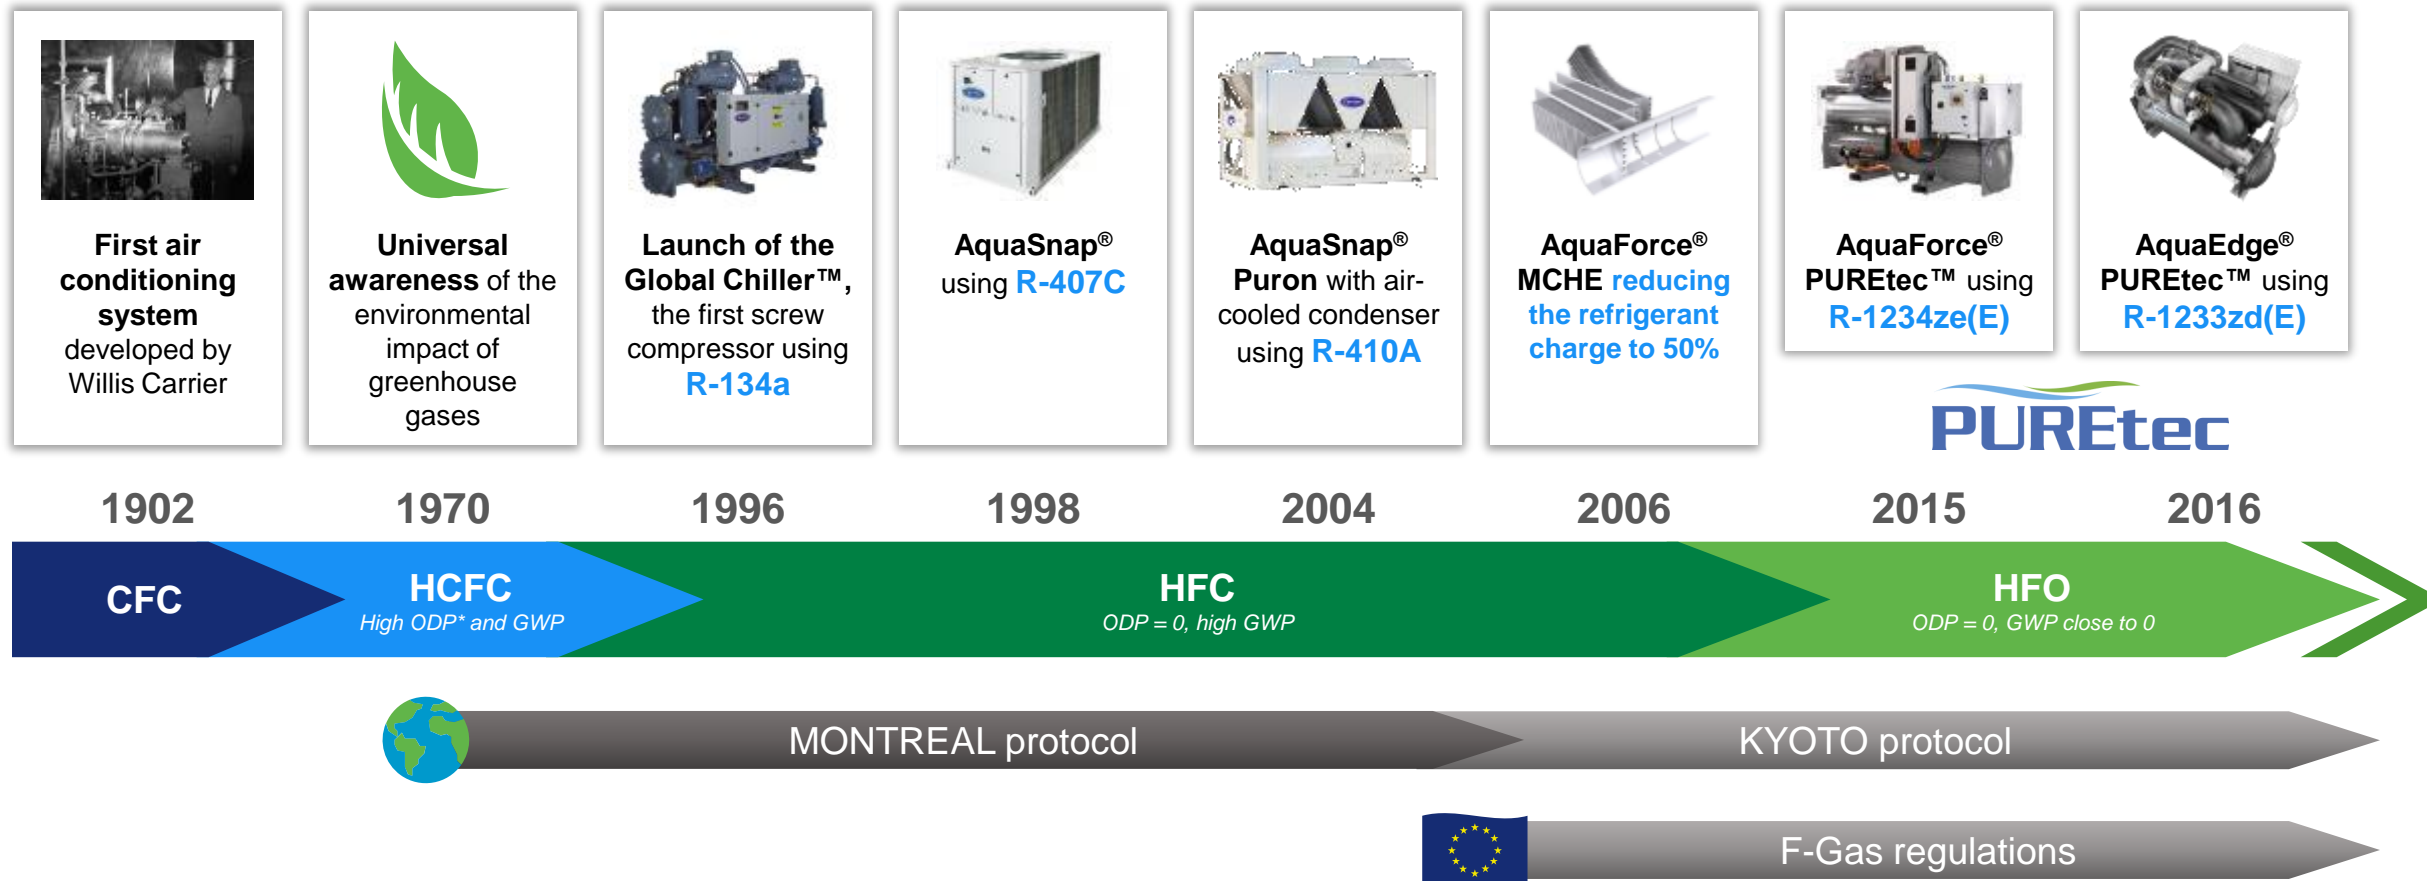 First air
conditioning
system
developed by
Willis Carrier
Universal
awareness of the
environmental
impact of
greenhouse
gases
Launch of the
Global Chiller™,
the first screw
compressor using
R-134a
AquaSnap®
using R-407C
AquaSnap®
Puron with air-
cooled condenser
using R-410A
AquaForce®
MCHE reducing
the refrigerant
charge to 50%
AquaForce®
PUREtec™ using
R-1234ze(E)
AquaEdge®
PUREtec™ using
R-1233zd(E)
PUREtec
1902
1970
1996
1998
2004
2006
2015
2016
CFC
HCFC
High ODP* and GWP
HFC
ODP = 0, high GWP
HFO
ODP = 0, GWP close to 0
MONTREAL protocol
KYOTO protocol
F-Gas regulations